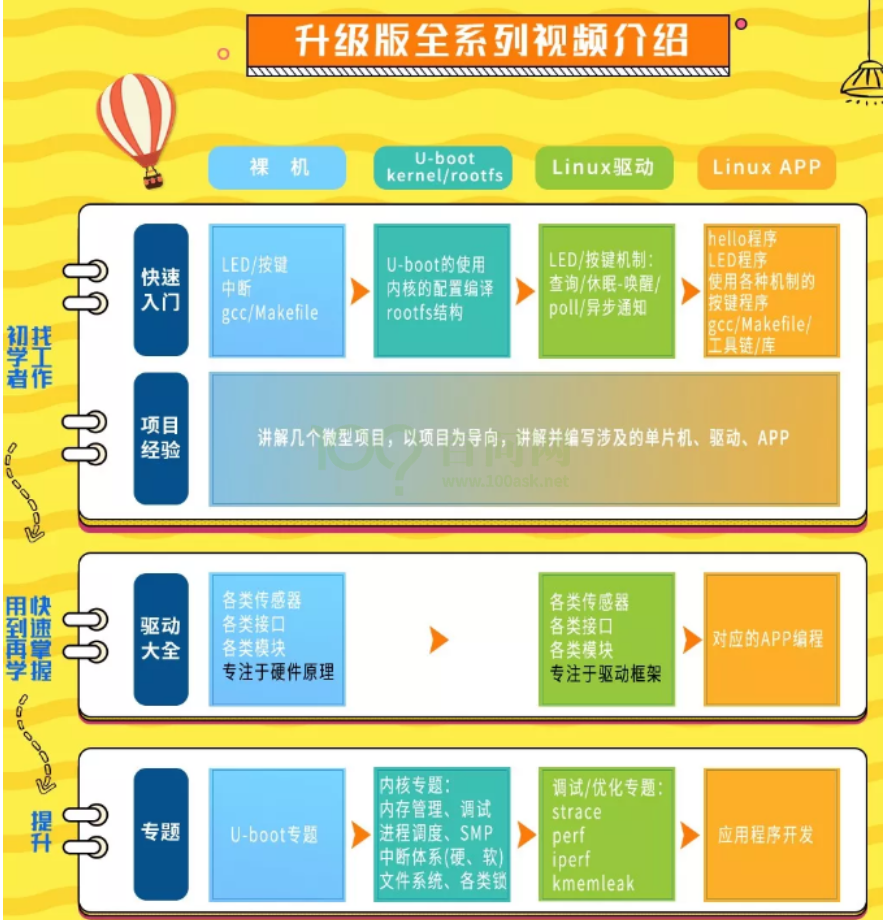 升级版全系列视频介绍
裸 机
U-boot
kernel/rootfs
Linux驱动
Linux APP
初学者
找工作
快速
入门
LED/按键
中断
gcc/Makefile
U-boot的使用
内核的配置编译
rootfs结构
LED/按键机制:
查询/休眠-唤醒/
poll/异步通知
hello程序
LED程序
使用各种机制的
按键程序
gcc/Makefile/
工具链/库
项目
经验
讲解几个微型项目，以项目为导向，讲解并编写涉及的单片机、驱动、APP
100?百问网
www.100ask.net
用到再学
快速掌握
驱动
大全
各类传感器
各类接口
各类模块
专注于硬件原理
各类传感器
各类接口
各类模块
专注于驱动框架
对应的APP编程
提升
专题
U-boot专题
内核专题:
内存管理、调试
进程调度、SMP
中断体系(硬、软)
文件系统、各类锁
调试/优化专题:
strace
perf
iperf
kmemleak
应用程序开发